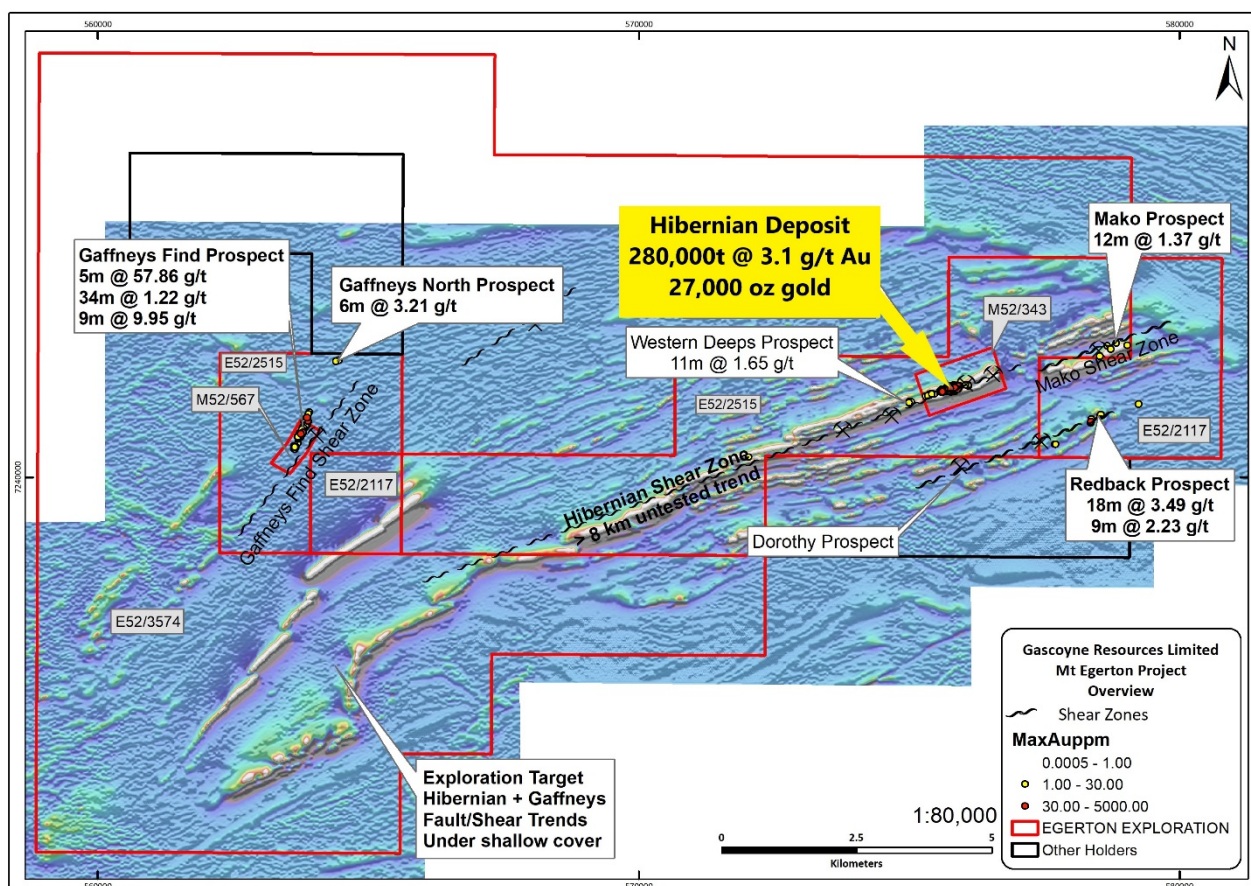 560000
570000
580000
N
Hibernian Deposit
280,000t @ 3.1 g/t Au
27,000 oz gold
Mako Prospect
12m @ 1.37 g/t
Gaffneys Find Prospect
5m @ 57.86 g/t
34m @ 1.22 g/t
9m @ 9.95 g/t
Gaffneys North Prospect
6m @ 3.21 g/t
M52/343
Western Deeps Prospect
11m @ 1.65 g/t
E52/2515
M52/567
E52/2515
Mako Shear Zone
E52/2117
Gaffneys Find Shear Zone
E52/2117
7240000
7240000
Hibernian Shear Zone
> 8 km untested trend
Redback Prospect
18m @ 3.49 g/t
9m @ 2.23 g/t
Dorothy Prospect
E52/3574
Exploration Target
Hibernian + Gaffneys
Fault/Shear Trends
Under shallow cover
1:80,000
0 2.5 5
Kilometers
Gascoyne Resources Limited
Mt Egerton Project
Overview
Shear Zones
MaxAuppm
0.0005 - 1.00
1.00 - 30.00
30.00 - 5000.00
EGERTON EXPLORATION
Other Holders
560000
570000
580000